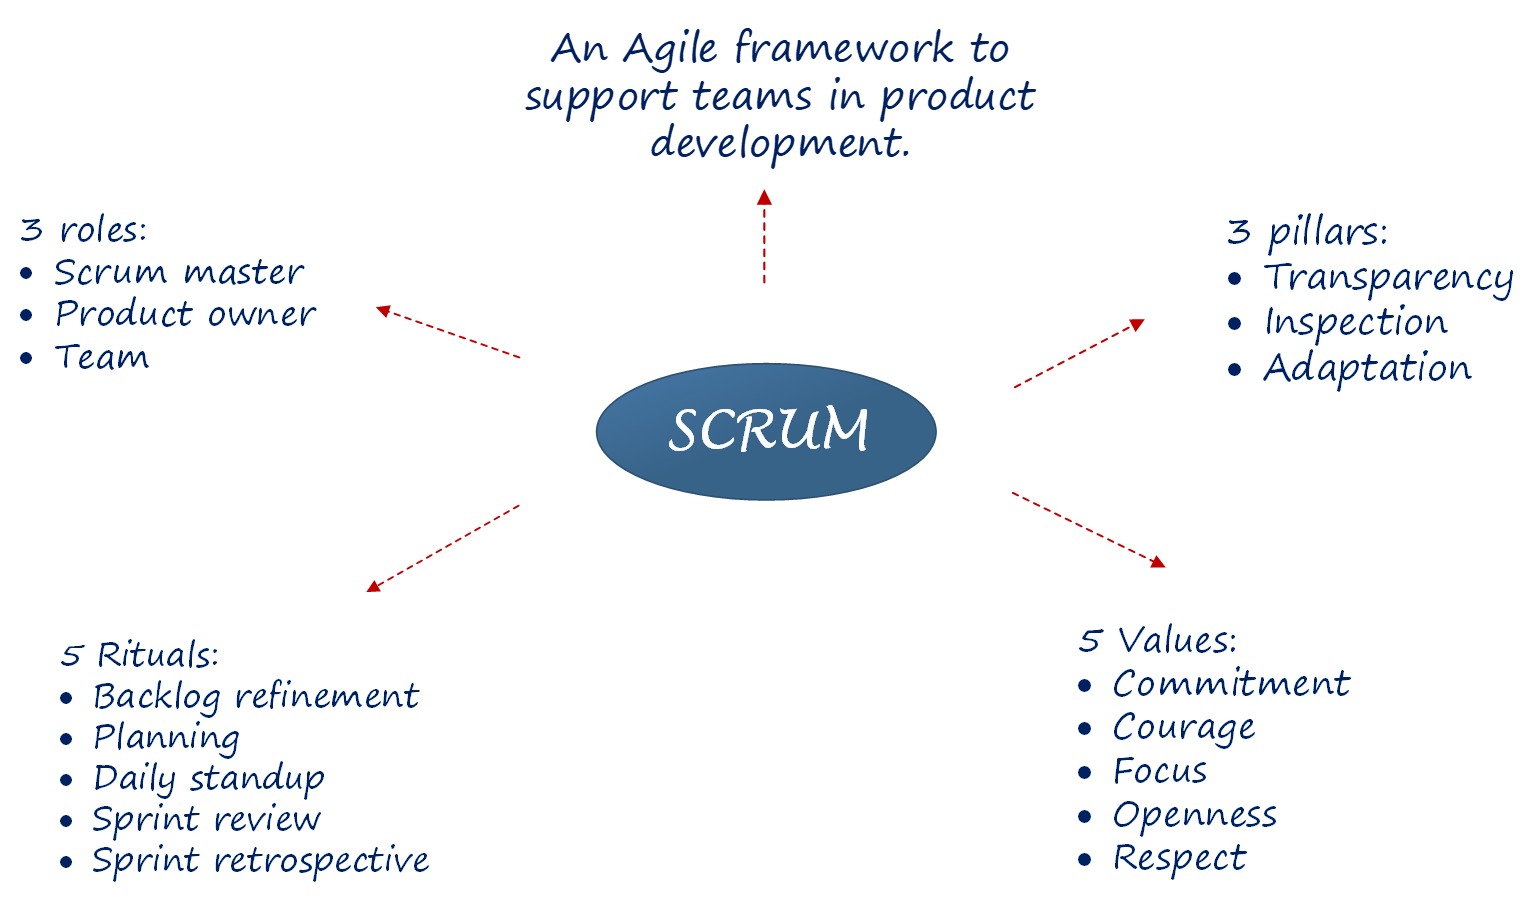 An Agile framework to
support teams in product
development.
3 roles:
• Scrum master
• Product owner
• Team
3 pillars:
• Transparency
• Inspection
• Adaptation
SCRUM
5 Rituals:
• Backlog refinement
• Planning
• Daily standup
• Sprint review
• Sprint retrospective
5 Values:
• Commitment
• Courage
• Focus
• Openness
• Respect